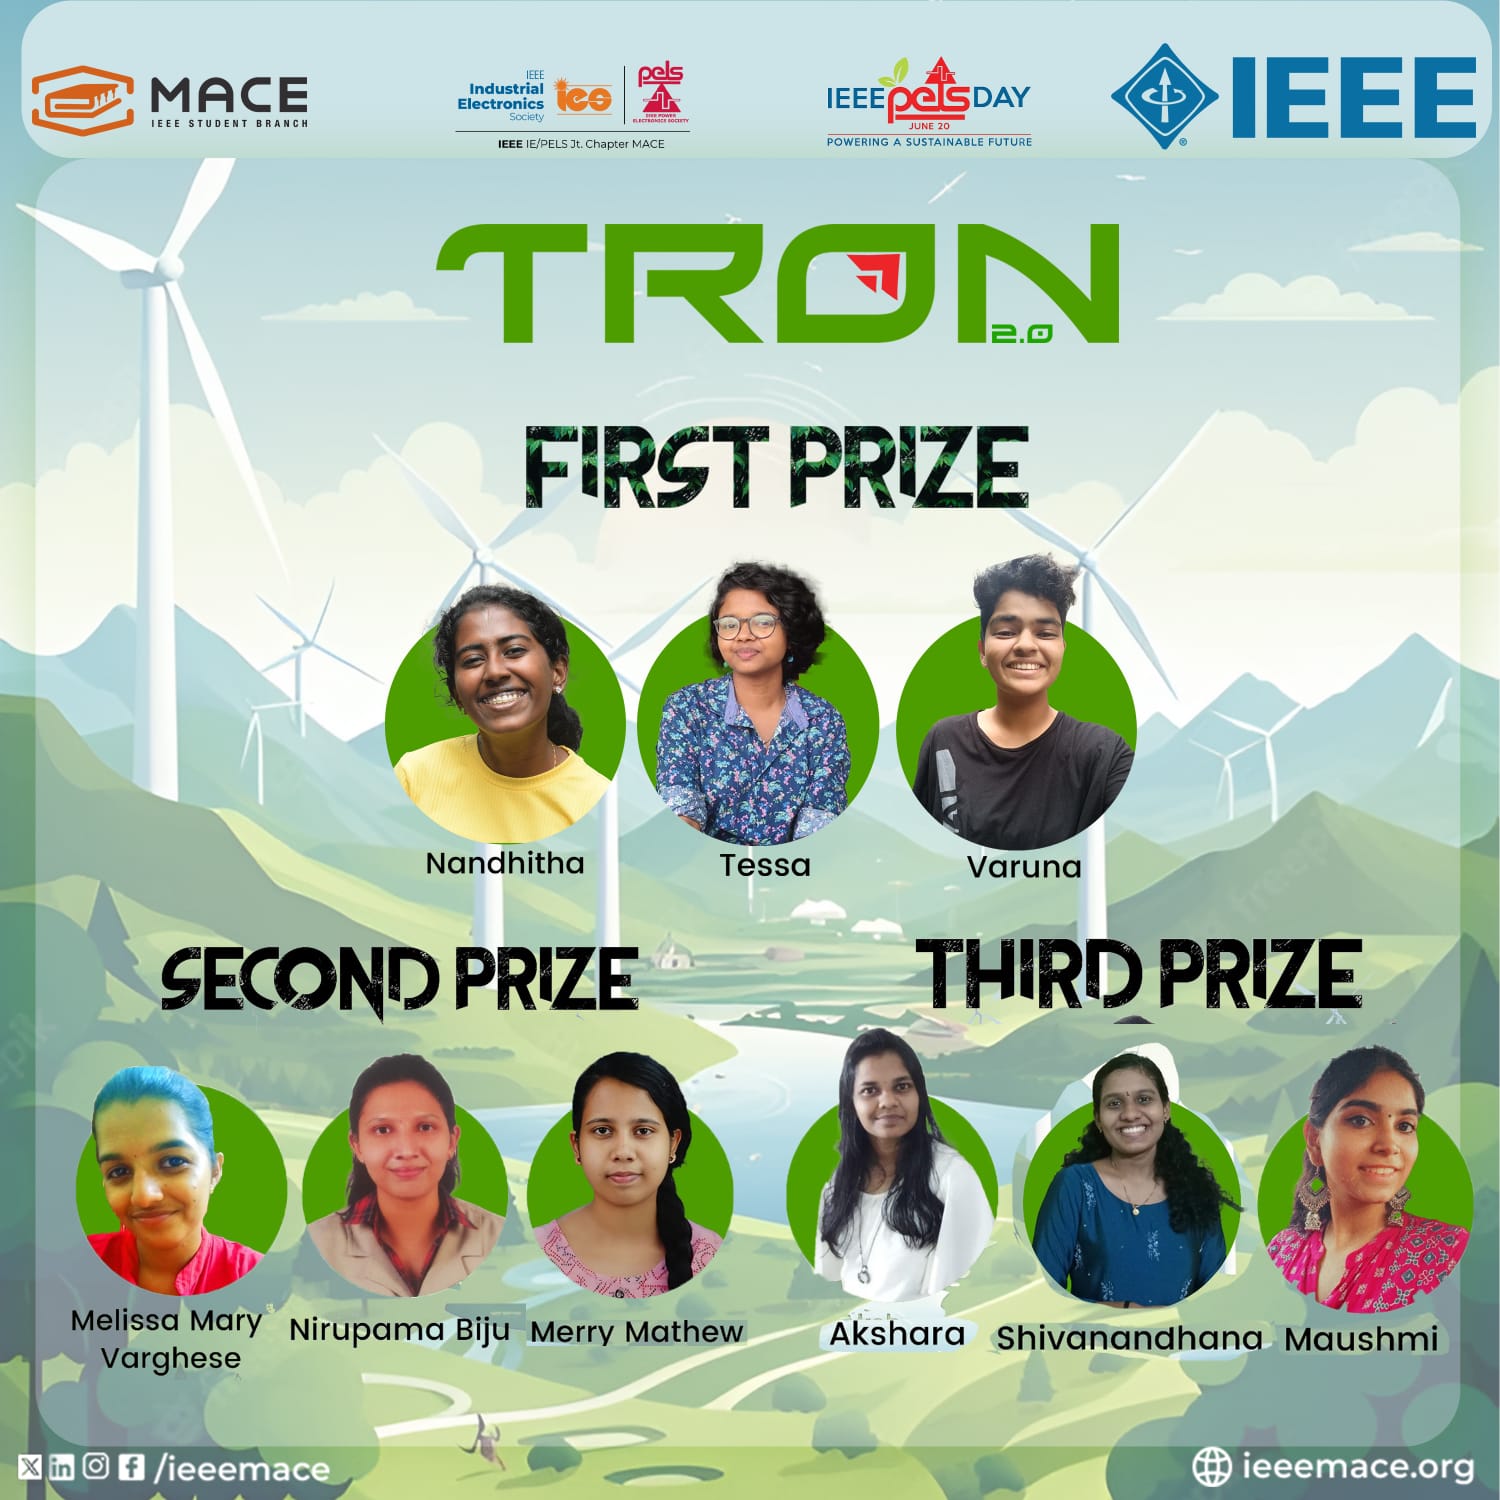 MACE
IEEE STUDENT BRANCH
IEEE
Industrial
Electronics
Society
ies
pels
IEEE POWER
ELECTRONICS SOCIETY
IEEE IE/PELS Jt. Chapter MACE
IEEE pels DAY
JUNE 20
POWERING A SUSTAINABLE FUTURE
IEEE
®
TRON
2.0
FIRST PRIZE
Nandhitha
Tessa
Varuna
SECOND PRIZE
THIRD PRIZE
Melissa Mary
Varghese
Nirupama Biju
Merry Mathew
Akshara
Shivanandhana
Maushmi
/ieeemace
ieeemace.org